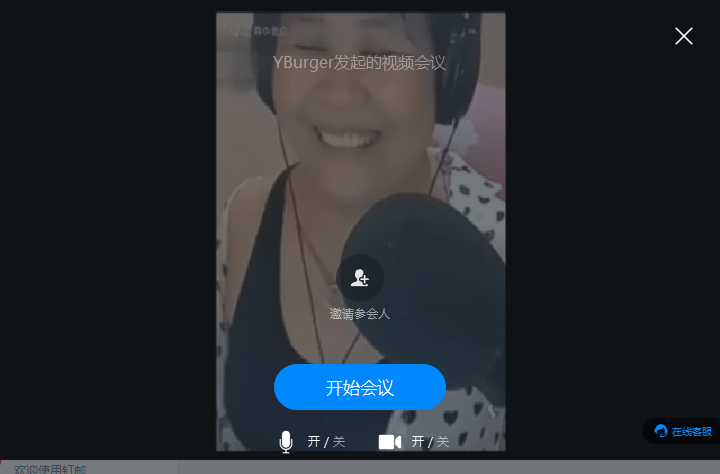 YBurger发起的视频会议
邀请参会人
开始会议
开 / 关
开 / 关
在线客服
欢迎使用钉邮